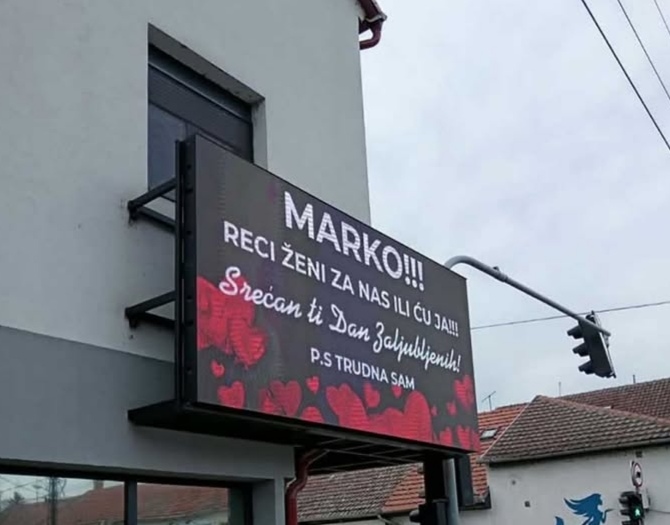 MARKO!!!
RECI ŽENI ZA NAS ILI ĆU JA!!!
Srećan ti Dan Zaljubljenih!
P.S TRUDNA SAM